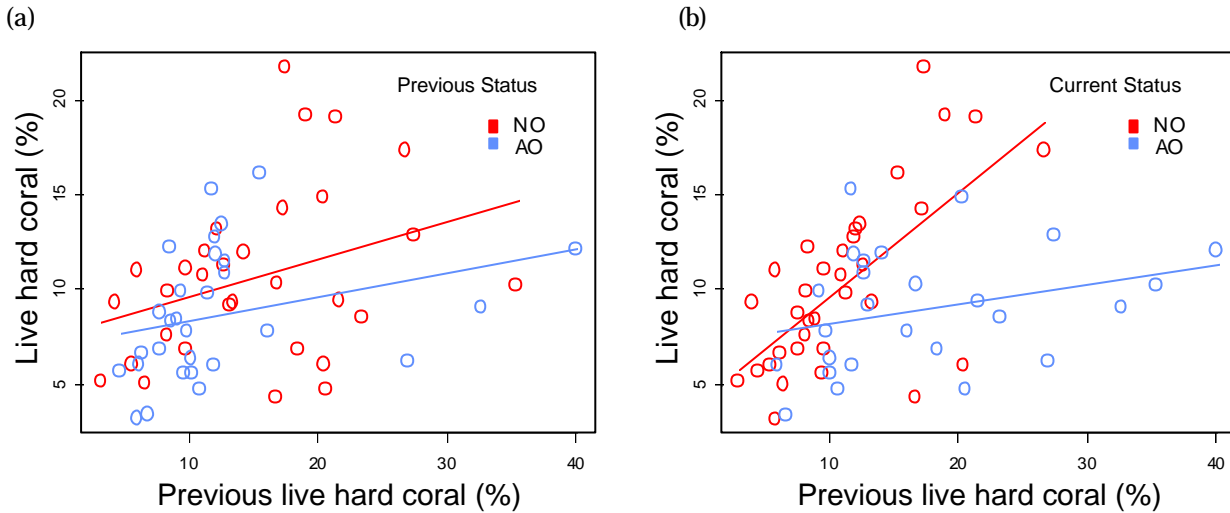 (a)
Previous Status
NO
AO
20
15
10
5
Live hard coral (%)
10
20
30
40
Previous live hard coral (%)
(b)
Current Status
NO
AO
20
15
10
5
Live hard coral (%)
10
20
30
40
Previous live hard coral (%)